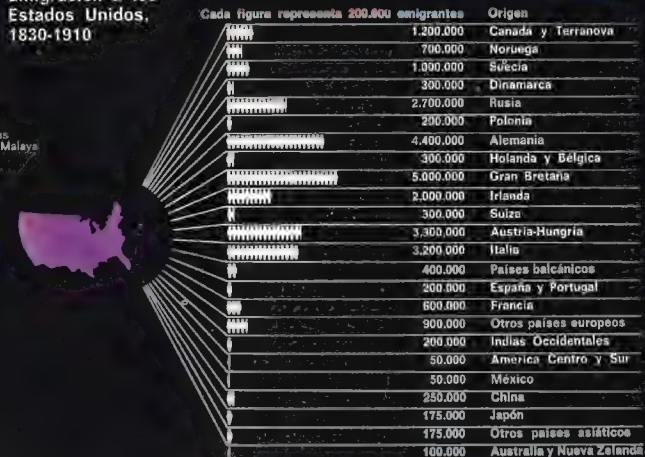 Estados Unidos,
1830-1910
Malaya
Cada figura representa 200.000 emigrantes Origen
1.200.000 Canadá y Terranova
700.000 Noruega
1.000.000 Suecia
300.000 Dinamarca
2.700.000 Rusia
200.000 Polonia
4.400.000 Alemania
300.000 Holanda y Bélgica
5.000.000 Gran Bretaña
2,000.000 Irlanda
300.000 Suiza
3,300.000 Austria-Hungría
3.200.000 Italia
400.000 Países balcánicos
200.000 España y Portugal
600.000 Francia
900.000 Otros países europeos
200.000 Indias Occidentales
50.000 América Centro y Sur
50.000 México
250.000 China
175.000 Japón
175.000 Otros países asiáticos
100.000 Australia y Nueva Zelanda